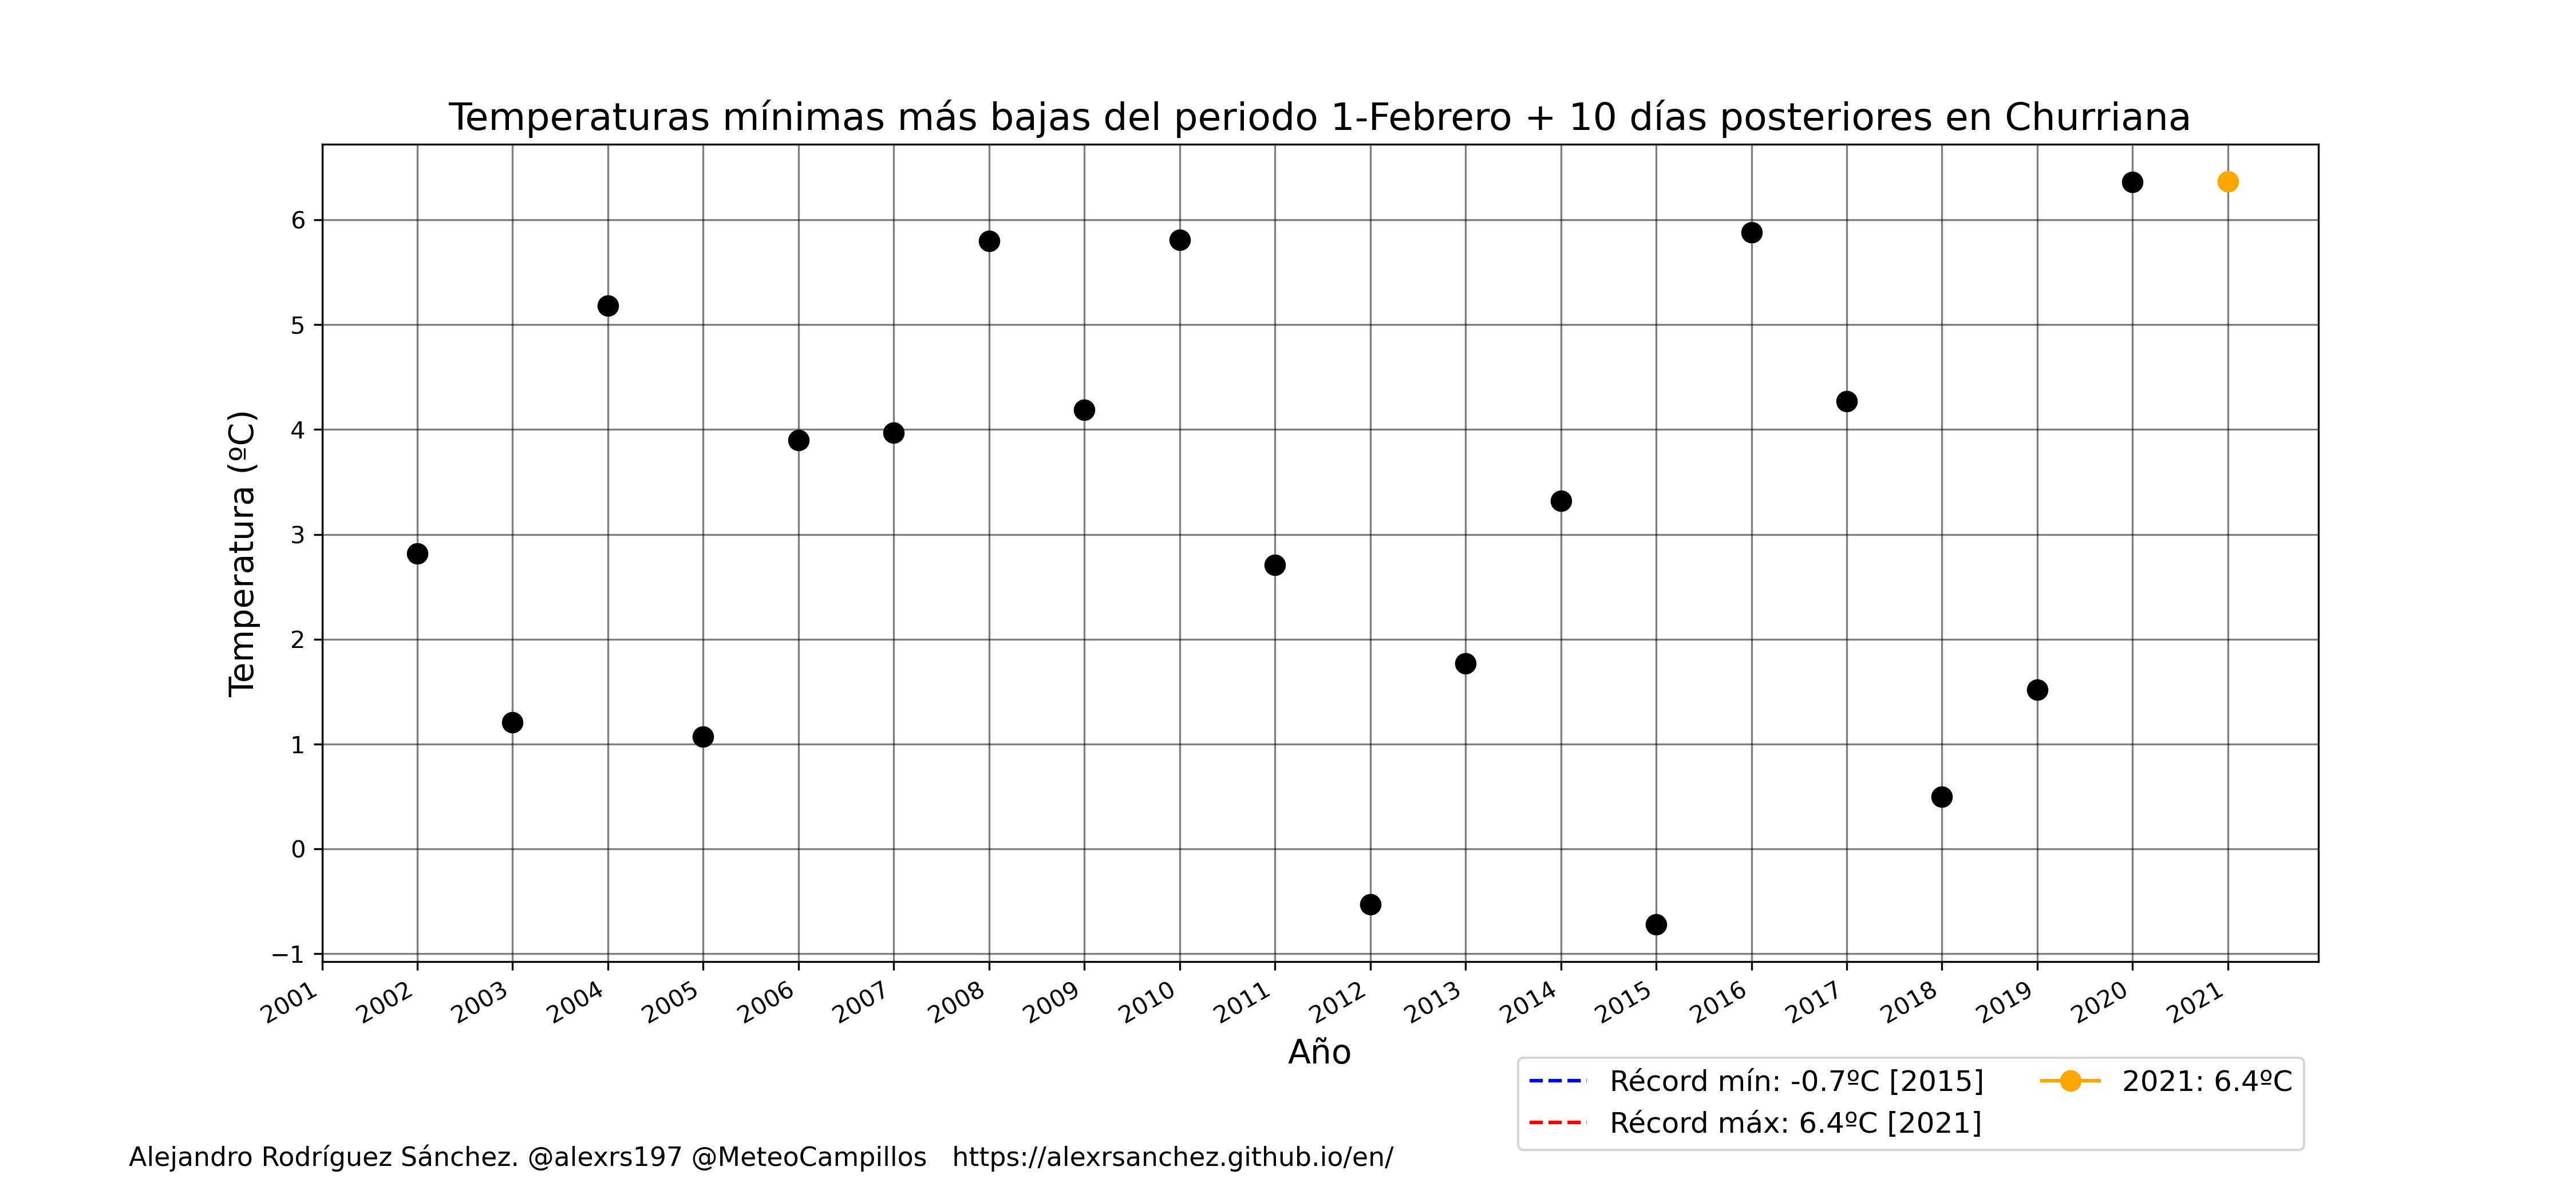 Temperaturas mínimas más bajas del periodo 1-Febrero + 10 días posteriores en Churriana
Temperatura (ºC)
6
5
4
3
2
1
0
−1
2001 2002 2003 2004 2005 2006 2007 2008 2009 2010 2011 2012 2013 2014 2015 2016 2017 2018 2019 2020 2021
Año
Récord mín: -0.7ºC [2015]
Récord máx: 6.4ºC [2021]
2021: 6.4ºC
Alejandro Rodríguez Sánchez. @alexrs197 @MeteoCampillos https://alexrsanchez.github.io/en/